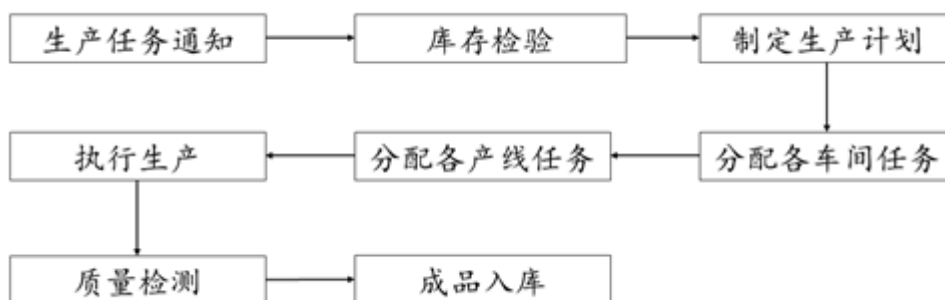 生产任务通知
库存检验
制定生产计划
分配各车间任务
分配各产线任务
执行生产
质量检测
成品入库